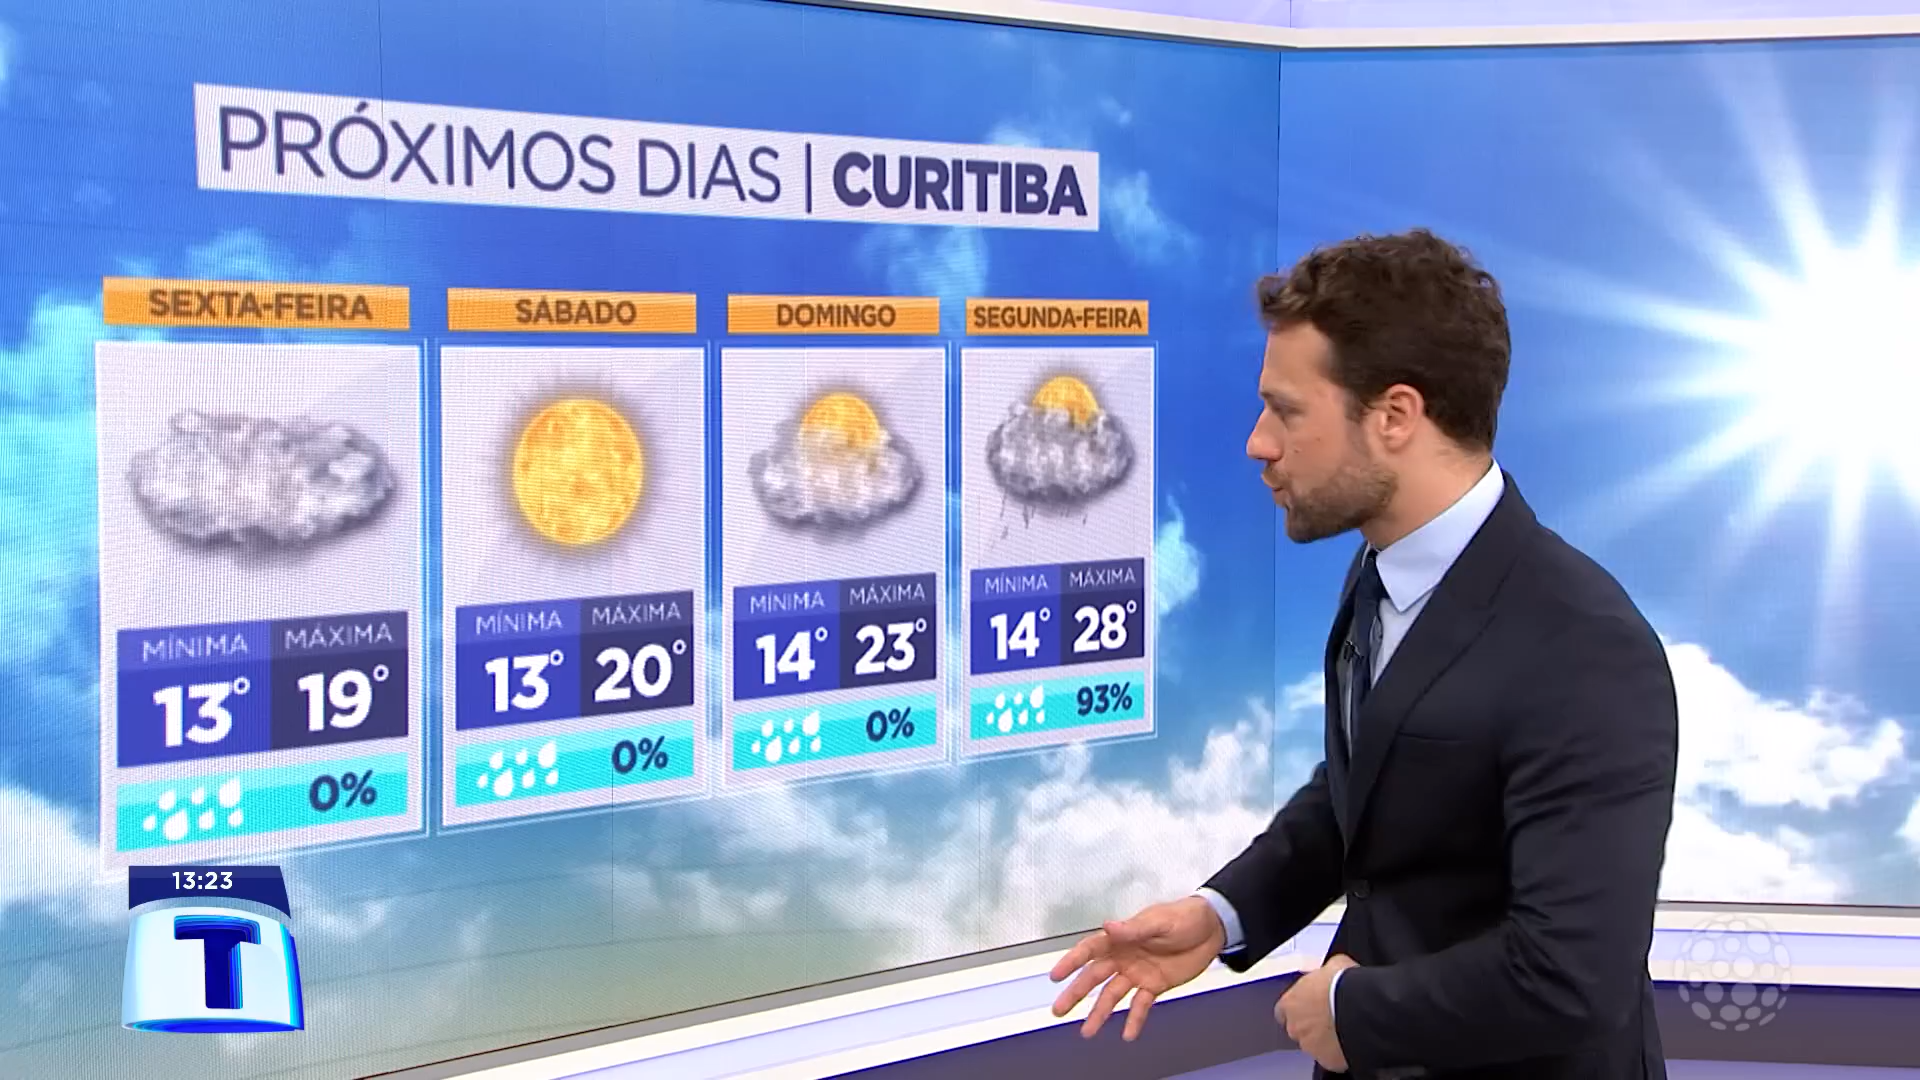 PRÓXIMOS DIAS | CURITIBA
SEXTA-FEIRA
MÍNIMA MÁXIMA
13° 19°
0%
SÁBADO
MÍNIMA MÁXIMA
13° 20°
0%
DOMINGO
MÍNIMA MÁXIMA
14° 23°
0%
SEGUNDA-FEIRA
MÍNIMA MÁXIMA
14° 28°
93%
13:23
T